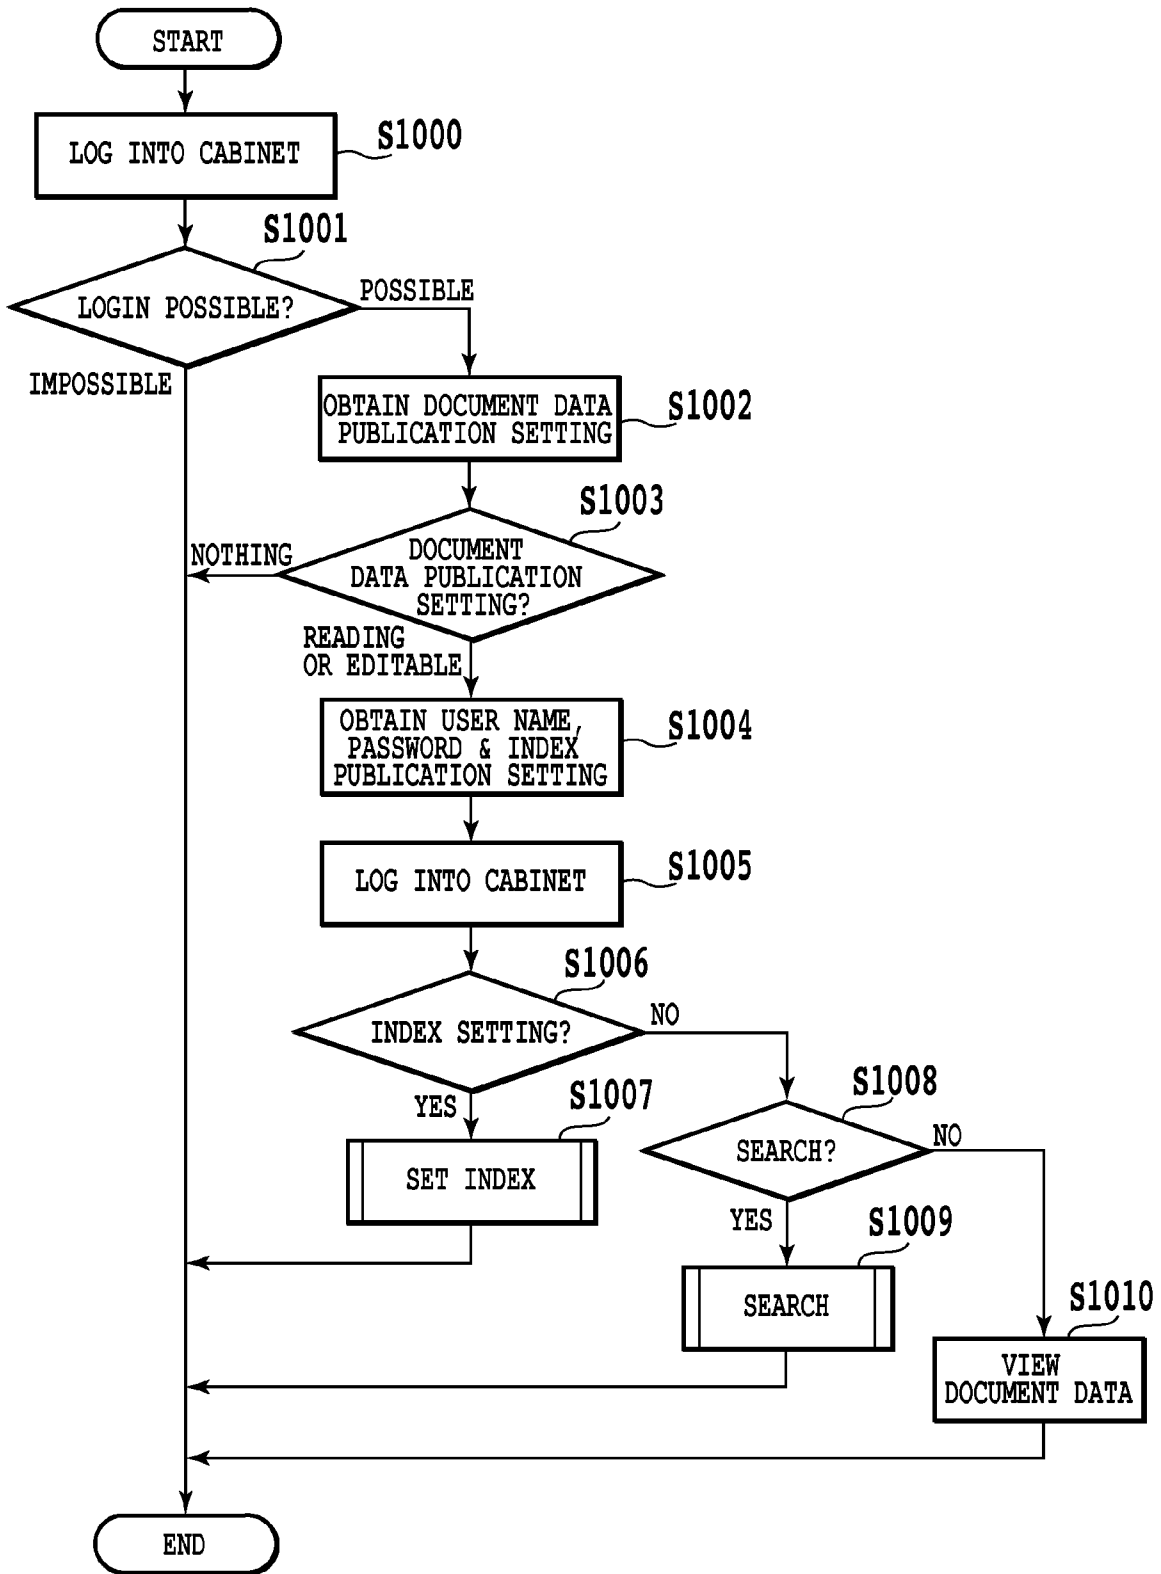 START
LOG INTO CABINET
S1000
S1001
LOGIN POSSIBLE?
POSSIBLE
IMPOSSIBLE
OBTAIN DOCUMENT DATA
PUBLICATION SETTING
S1002
S1003
DOCUMENT
DATA PUBLICATION
SETTING?
NOTHING
READING
OR EDITABLE
OBTAIN USER NAME,
PASSWORD & INDEX
PUBLICATION SETTING
S1004
LOG INTO CABINET
S1005
S1006
INDEX SETTING?
NO
YES
S1007
SET INDEX
S1008
SEARCH?
NO
YES
S1009
SEARCH
S1010
VIEW
DOCUMENT DATA
END